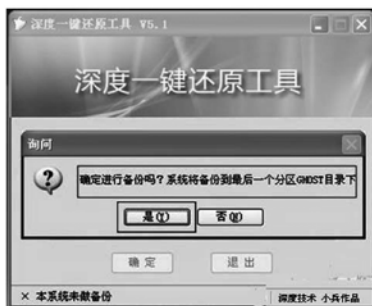 深度一键还原工具 V5.1
深度一键还原工具
询问
确定进行备份吗？系统将备份到最后一个分区GHOST目录下
是(Y) 否(N)
确定 退出
× 本系统未做备份 深度技术 小兵作品